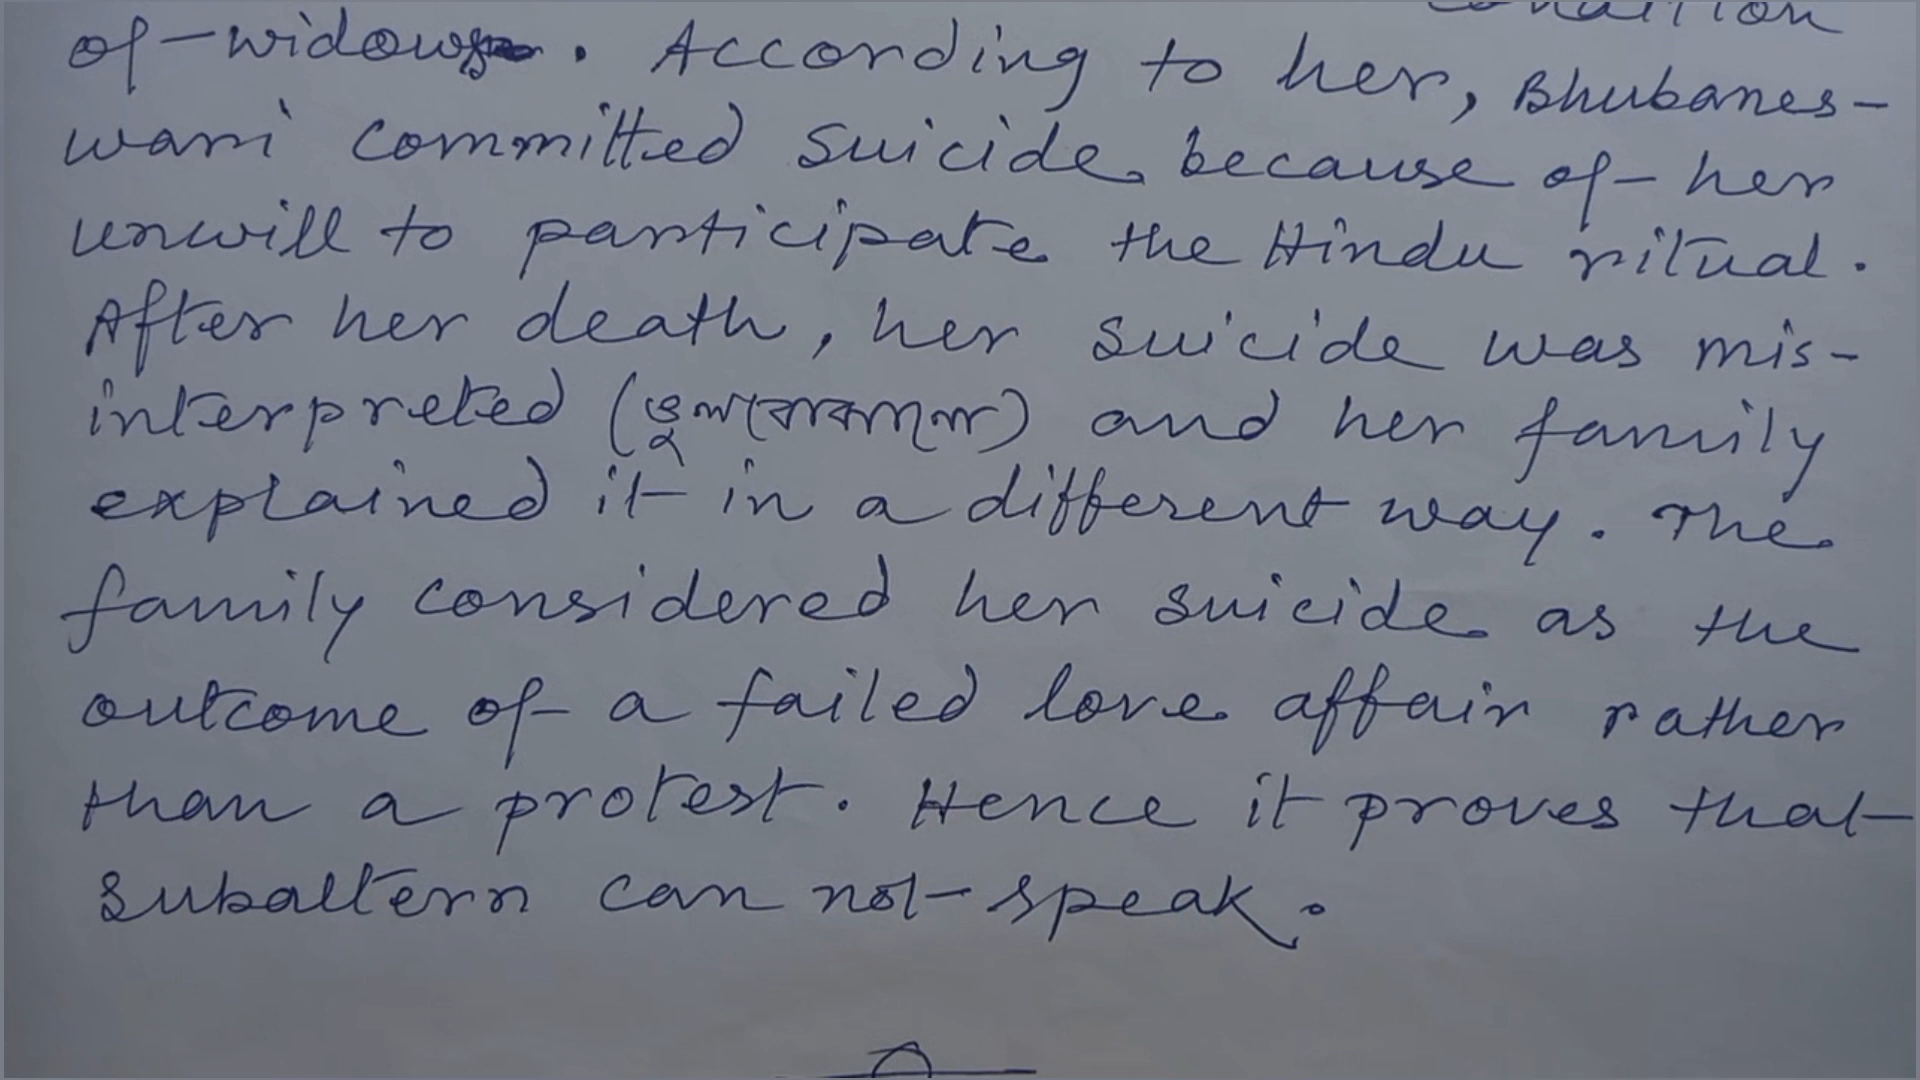 condition
of-widows. According to her, Bhubanes-
wari committed suicide because of her
unwill to participate the Hindu ritual.
After her death, her suicide was mis-
interpreted (ভুল বোঝানো) and her family
explained it in a different way. The
family considered her suicide as the
outcome of a failed love affair rather
than a protest. Hence it proves that
subaltern can not speak.